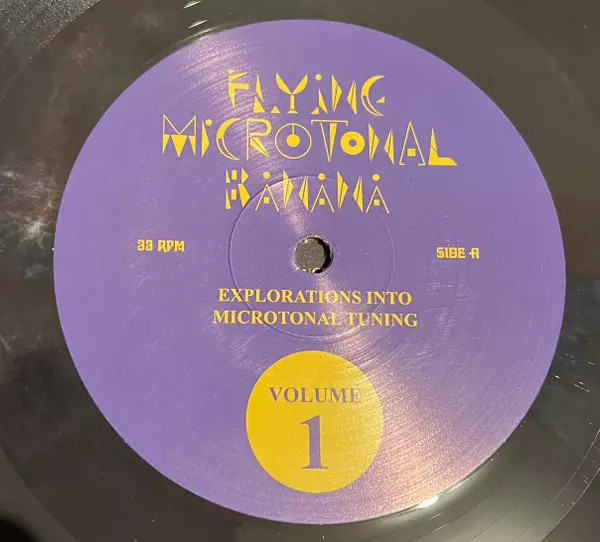 FLYING
MICROTONAL
BANANA
33 RPM
SIDE A
EXPLORATIONS INTO
MICROTONAL TUNING
VOLUME
1